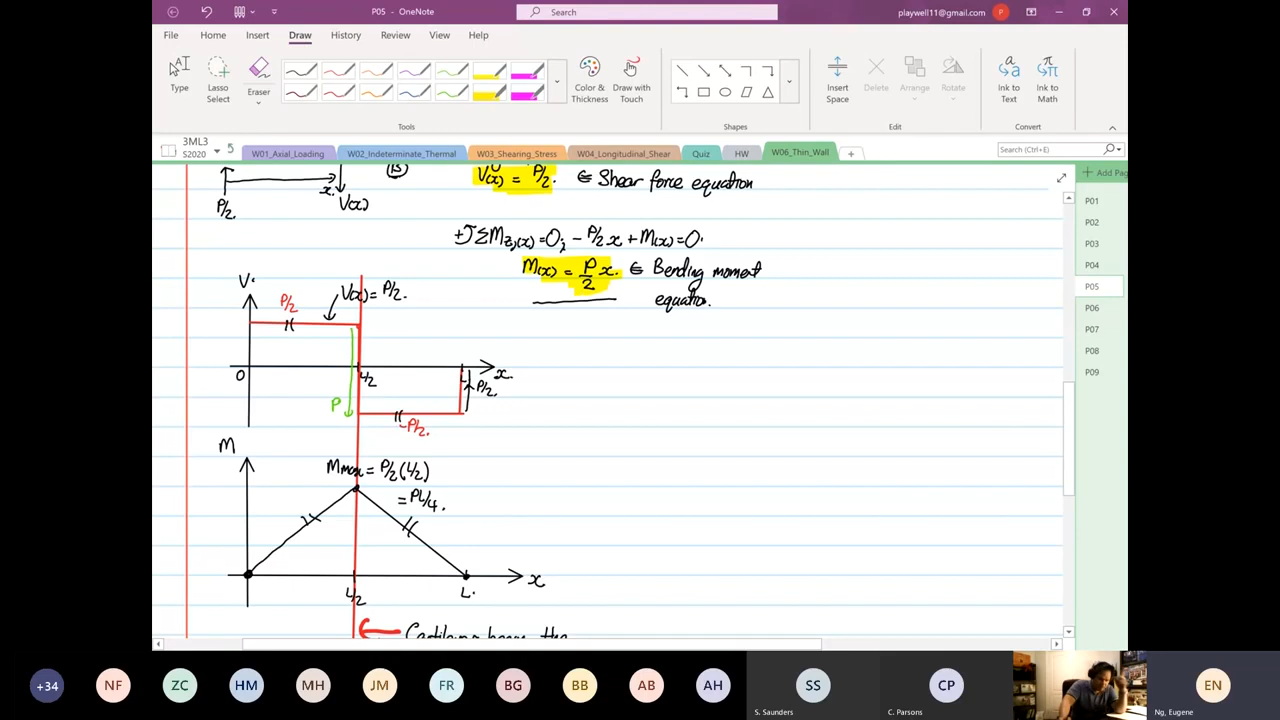 P05 - OneNote
Search
playwell11@gmail.com
P
File
Home
Insert
Draw
History
Review
View
Help
Type
Lasso Select
Eraser
Color & Thickness
Draw with Touch
Insert Space
Delete
Arrange
Rotate
Ink to Text
Ink to Math
Tools
Shapes
Edit
Convert
3ML3 S2020
W01_Axial_Loading
W02_Indeterminate_Thermal
W03_Shearing_Stress
W04_Longitudinal_Shear
Quiz
HW
W06_Thin_Wall
Search (Ctrl+E)
Add Pag
P01
P02
P03
P04
P05
P06
P07
P08
P09
P/2
x
V(x)
V(x) = P/2. ∈ Shear force equation
ΣMz,(x)=0; -P/2 x + M(x)=0.
M(x) = P/2 x. ∈ Bending moment
equation.
V
P/2
V(x) = P/2.
0
L/2
L
x.
P/2.
P
-P/2.
M
Mmax = P/2(L/2)
= PL/4.
L/2
L.
x
+34
NF
ZC
HM
MH
JM
FR
BG
BB
AB
AH
SS
S. Saunders
CP
C. Parsons
EN
Ng, Eugene